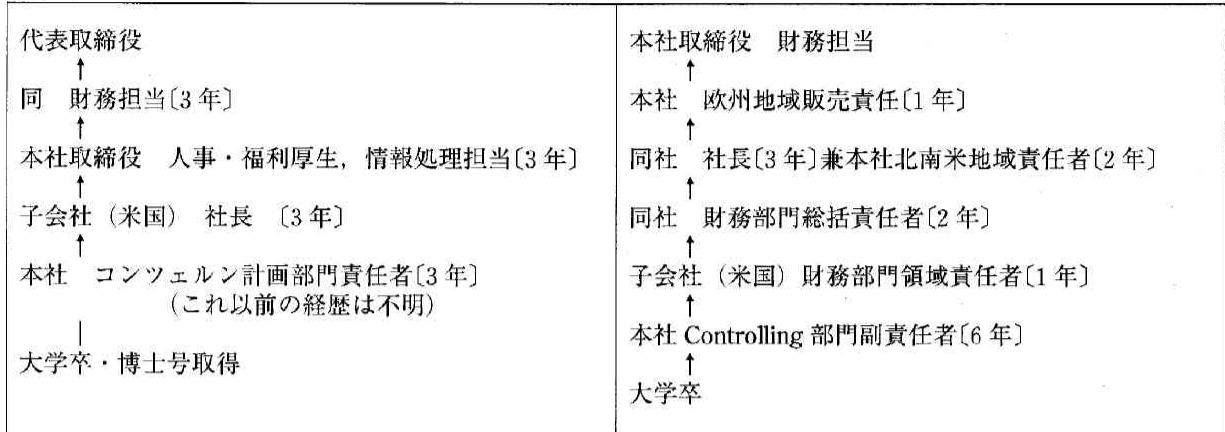 代表取締役
↑
同　財務担当〔3年〕
↑
本社取締役　人事・福利厚生，情報処理担当〔3年〕
↑
子会社（米国）　社長　〔3年〕
↑
本社　コンツェルン計画部門責任者〔3年〕
（これ以前の経歴は不明）
｜
大学卒・博士号取得
本社取締役　財務担当
↑
本社　欧州地域販売責任〔1年〕
↑
同社　社長〔3年〕兼本社北南米地域責任者〔2年〕
↑
同社　財務部門総括責任者〔2年〕
↑
子会社（米国）財務部門領域責任者〔1年〕
↑
本社 Controlling 部門副責任者〔6年〕
↑
大学卒